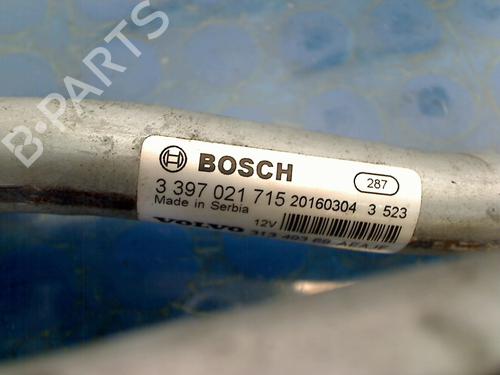 B-PARTS
BOSCH
287
3 397 021 715 20160304 3 523
Made in Serbia
12V
VOLVO